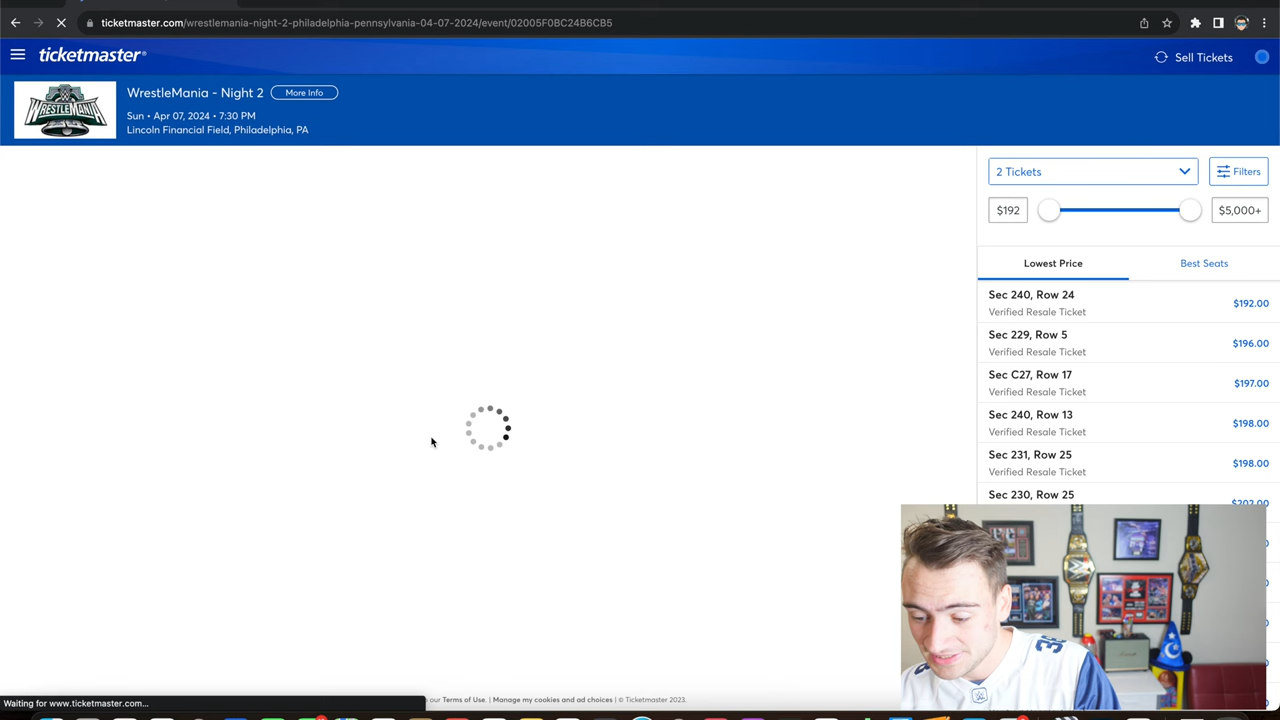 ticketmaster.com/wrestlemania-night-2-philadelphia-pennsylvania-04-07-2024/event/02005F0BC24B6CB5
ticketmaster®
Sell Tickets
WRESTLEMANIA
WrestleMania - Night 2
More Info
Sun • Apr 07, 2024 • 7:30 PM
Lincoln Financial Field, Philadelphia, PA
2 Tickets
Filters
$192
$5,000+
Lowest Price
Best Seats
Sec 240, Row 24
Verified Resale Ticket
$192.00
Sec 229, Row 5
Verified Resale Ticket
$196.00
Sec C27, Row 17
Verified Resale Ticket
$197.00
Sec 240, Row 13
Verified Resale Ticket
$198.00
Sec 231, Row 25
Verified Resale Ticket
$198.00
Sec 230, Row 25
$202.00
our Terms of Use. | Manage my cookies and ad choices | © Ticketmaster 2023.
Waiting for www.ticketmaster.com...